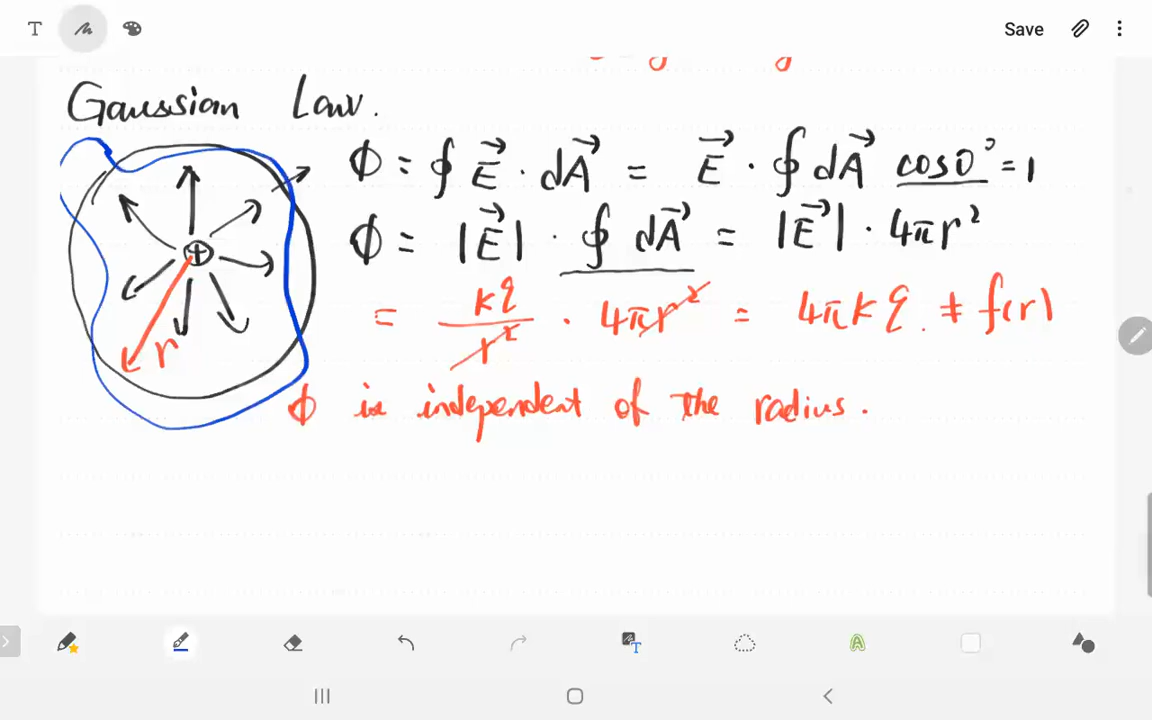 T
Save
Gaussian Law.
Φ = ∮ E⃗ · dA⃗ = E⃗ · ∮ dA⃗ cos0° = 1
Φ = |E⃗| · ∮ dA⃗ = |E⃗| · 4πr²
= kq/r² · 4πr² = 4πkq. ≠ f(r)
r
Φ is independent of the radius.